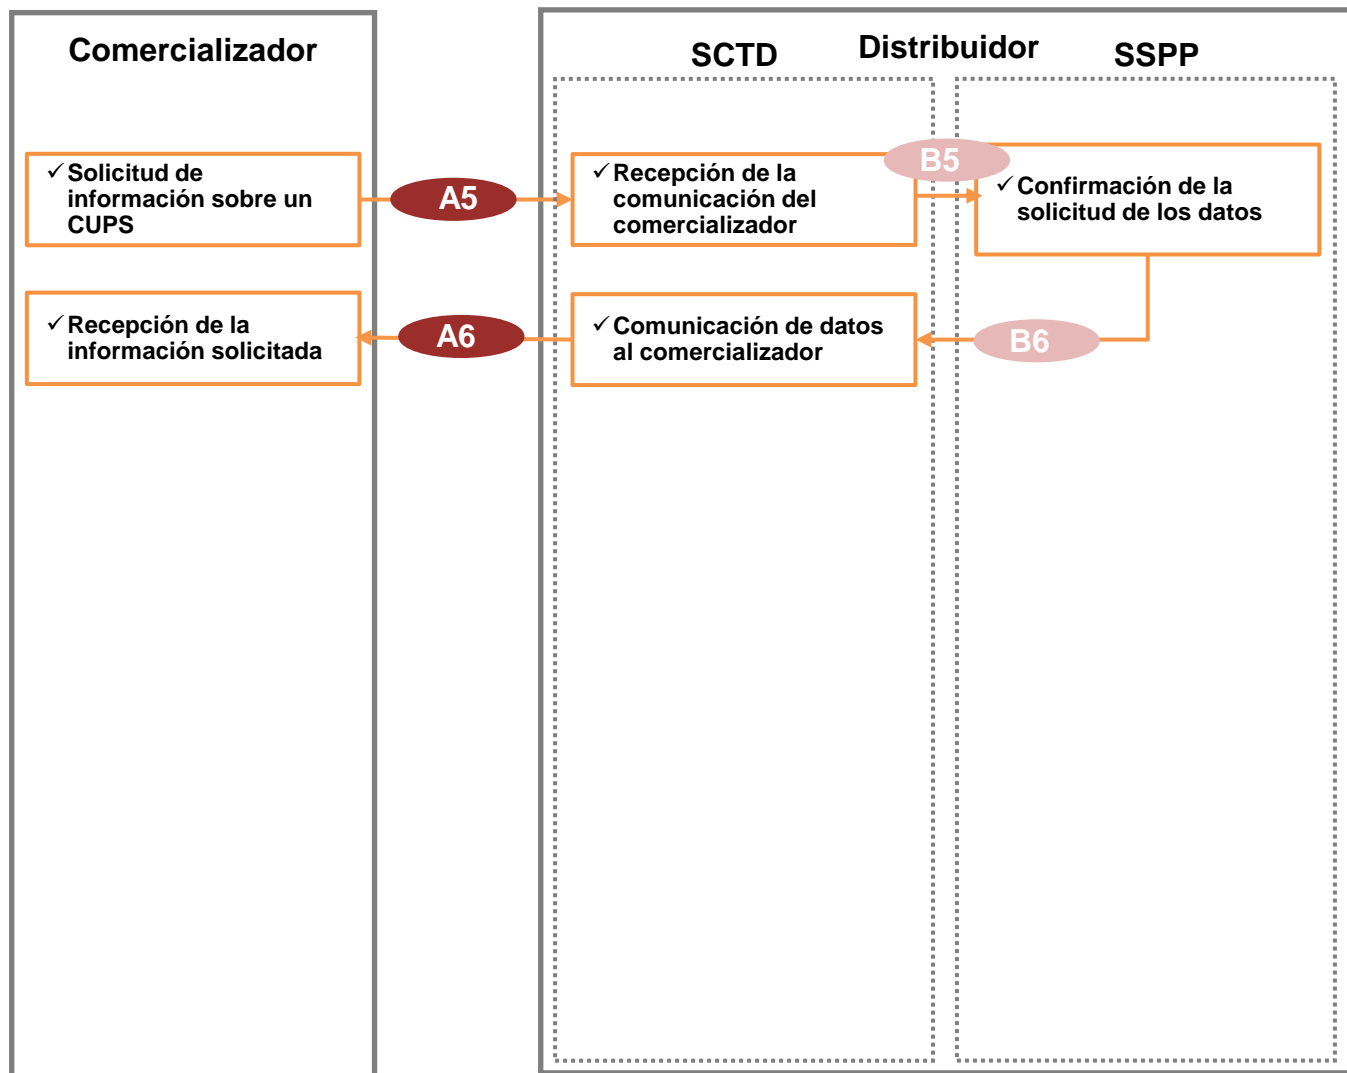 Comercializador
Distribuidor
SCTD
SSPP
✓ Solicitud de
información sobre un
CUPS
A5
✓ Recepción de la
comunicación del
comercializador
B5
✓ Confirmación de la
solicitud de los datos
✓ Recepción de la
información solicitada
A6
✓ Comunicación de datos
al comercializador
B6